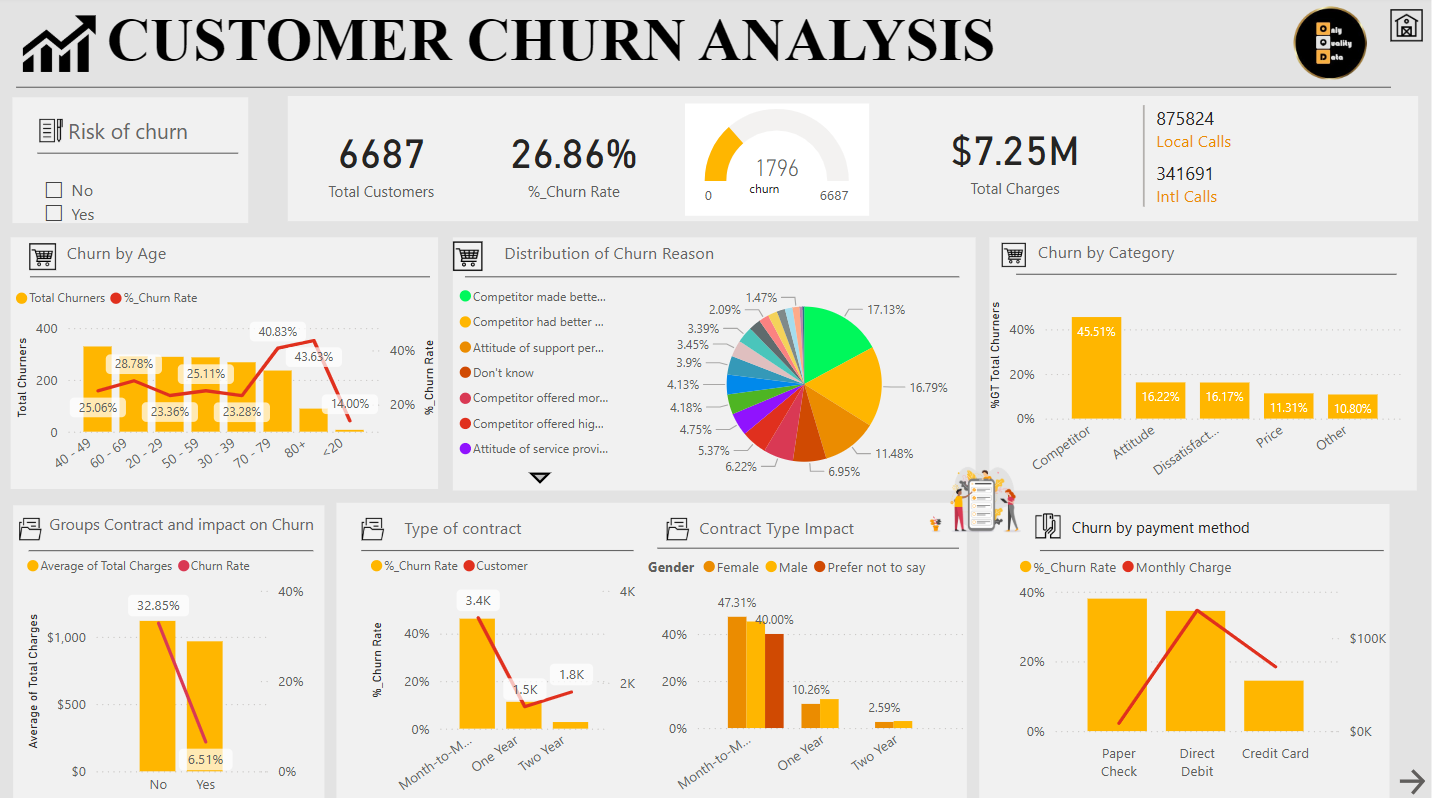 CUSTOMER CHURN ANALYSIS
Only
Quality
Data
Risk of churn
No
Yes
6687
Total Customers
26.86%
%_Churn Rate
1796
churn
0
6687
$7.25M
Total Charges
875824
Local Calls
341691
Intl Calls
Churn by Age
Total Churners %_Churn Rate
Total Churners
400
200
0
40%
20%
%_Churn Rate
25.06%
28.78%
23.36%
25.11%
23.28%
40.83%
43.63%
14.00%
40 - 49
60 - 69
20 - 29
50 - 59
30 - 39
70 - 79
80+
<20
Distribution of Churn Reason
Competitor made bette...
Competitor had better ...
Attitude of support per...
Don't know
Competitor offered mor...
Competitor offered hig...
Attitude of service provi...
17.13%
16.79%
11.48%
6.95%
6.22%
5.37%
4.75%
4.18%
4.13%
3.9%
3.45%
3.39%
2.09%
1.47%
Churn by Category
%GT Total Churners
40%
20%
0%
45.51%
16.22%
16.17%
11.31%
10.80%
Competitor
Attitude
Dissatisfact...
Price
Other
Groups Contract and impact on Churn
Average of Total Charges Churn Rate
Average of Total Charges
$1,000
$500
$0
40%
20%
0%
32.85%
6.51%
No
Yes
Type of contract
%_Churn Rate Customer
%_Churn Rate
40%
20%
0%
4K
2K
3.4K
1.5K
1.8K
Month-to-M...
One Year
Two Year
Contract Type Impact
Gender Female Male Prefer not to say
40%
20%
0%
47.31%
40.00%
10.26%
2.59%
Month-to-M...
One Year
Two Year
Churn by payment method
%_Churn Rate Monthly Charge
40%
20%
0%
$100K
$0K
Paper
Check
Direct
Debit
Credit Card